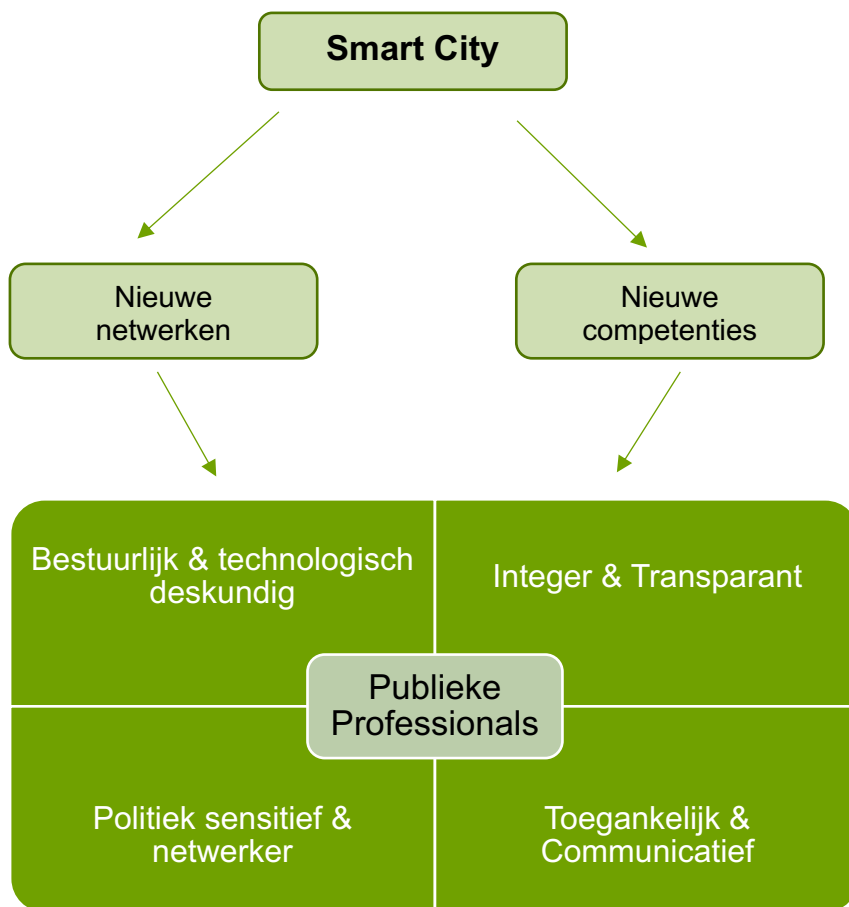 Smart City
Nieuwe
netwerken
Nieuwe
competenties
Bestuurlijk & technologisch
deskundig
Integer & Transparant
Publieke
Professionals
Politiek sensitief &
netwerker
Toegankelijk &
Communicatief